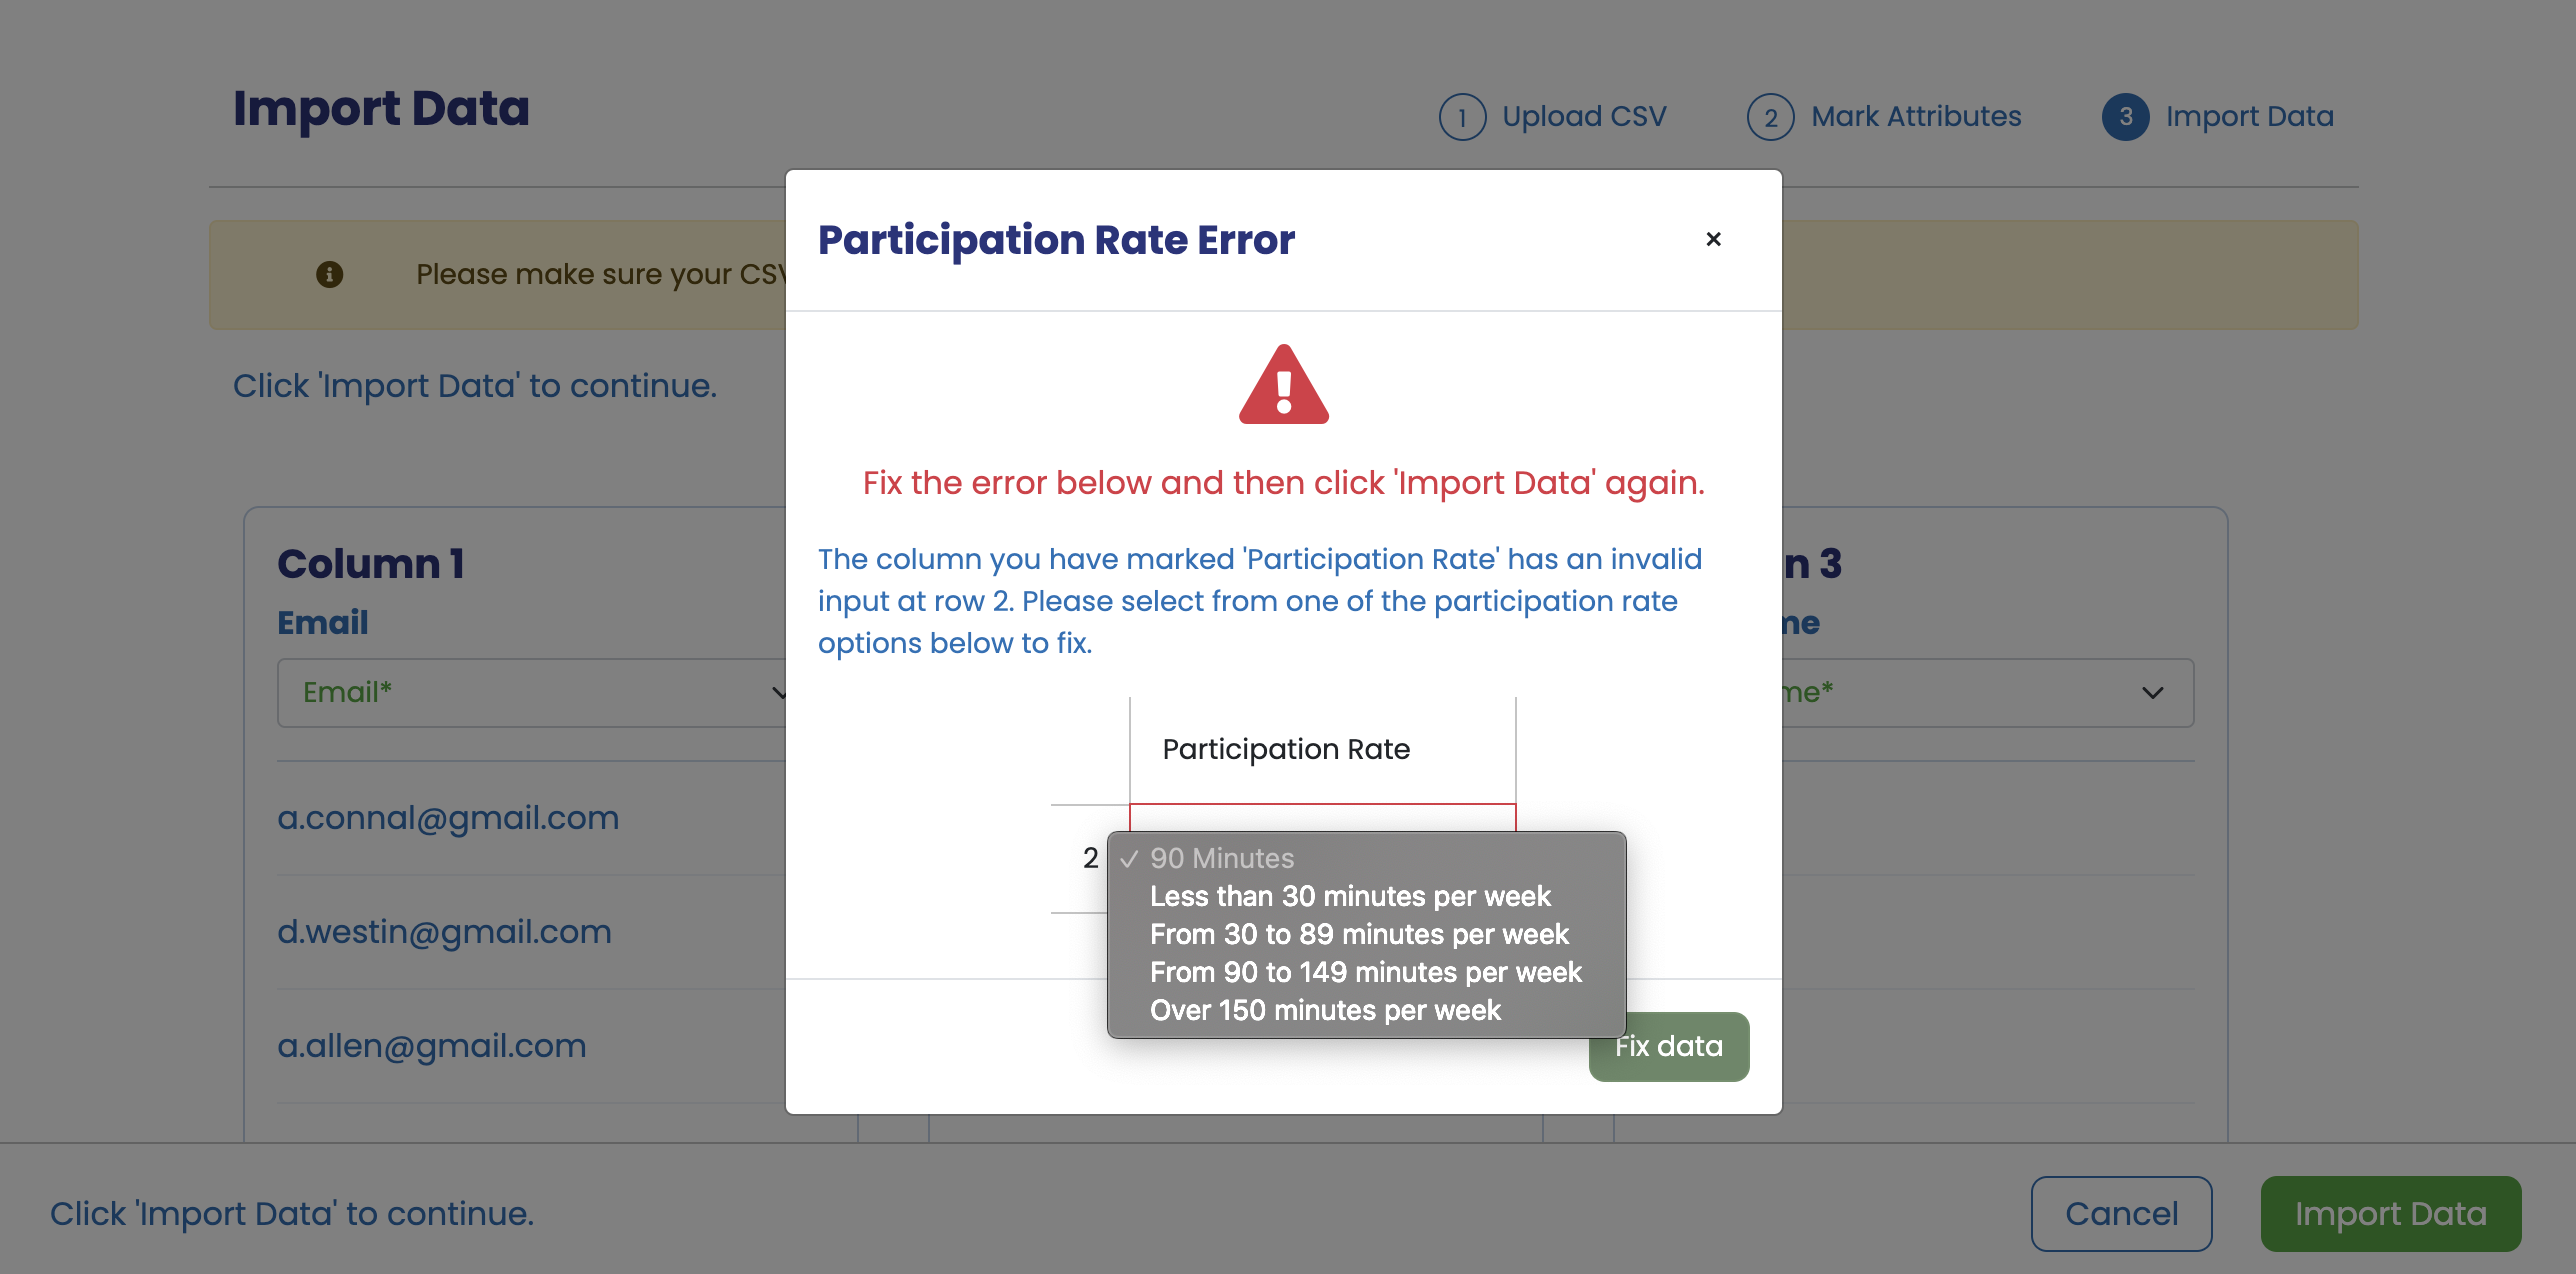 Import Data
1 Upload CSV
2 Mark Attributes
3 Import Data
Please make sure your CSV
Click 'Import Data' to continue.
Participation Rate Error
×
Fix the error below and then click 'Import Data' again.
The column you have marked 'Participation Rate' has an invalid
input at row 2. Please select from one of the participation rate
options below to fix.
Participation Rate
2
✓ 90 Minutes
Less than 30 minutes per week
From 30 to 89 minutes per week
From 90 to 149 minutes per week
Over 150 minutes per week
Fix data
Column 1
Email
Email*
a.connal@gmail.com
d.westin@gmail.com
a.allen@gmail.com
n 3
me
me*
Click 'Import Data' to continue.
Cancel
Import Data